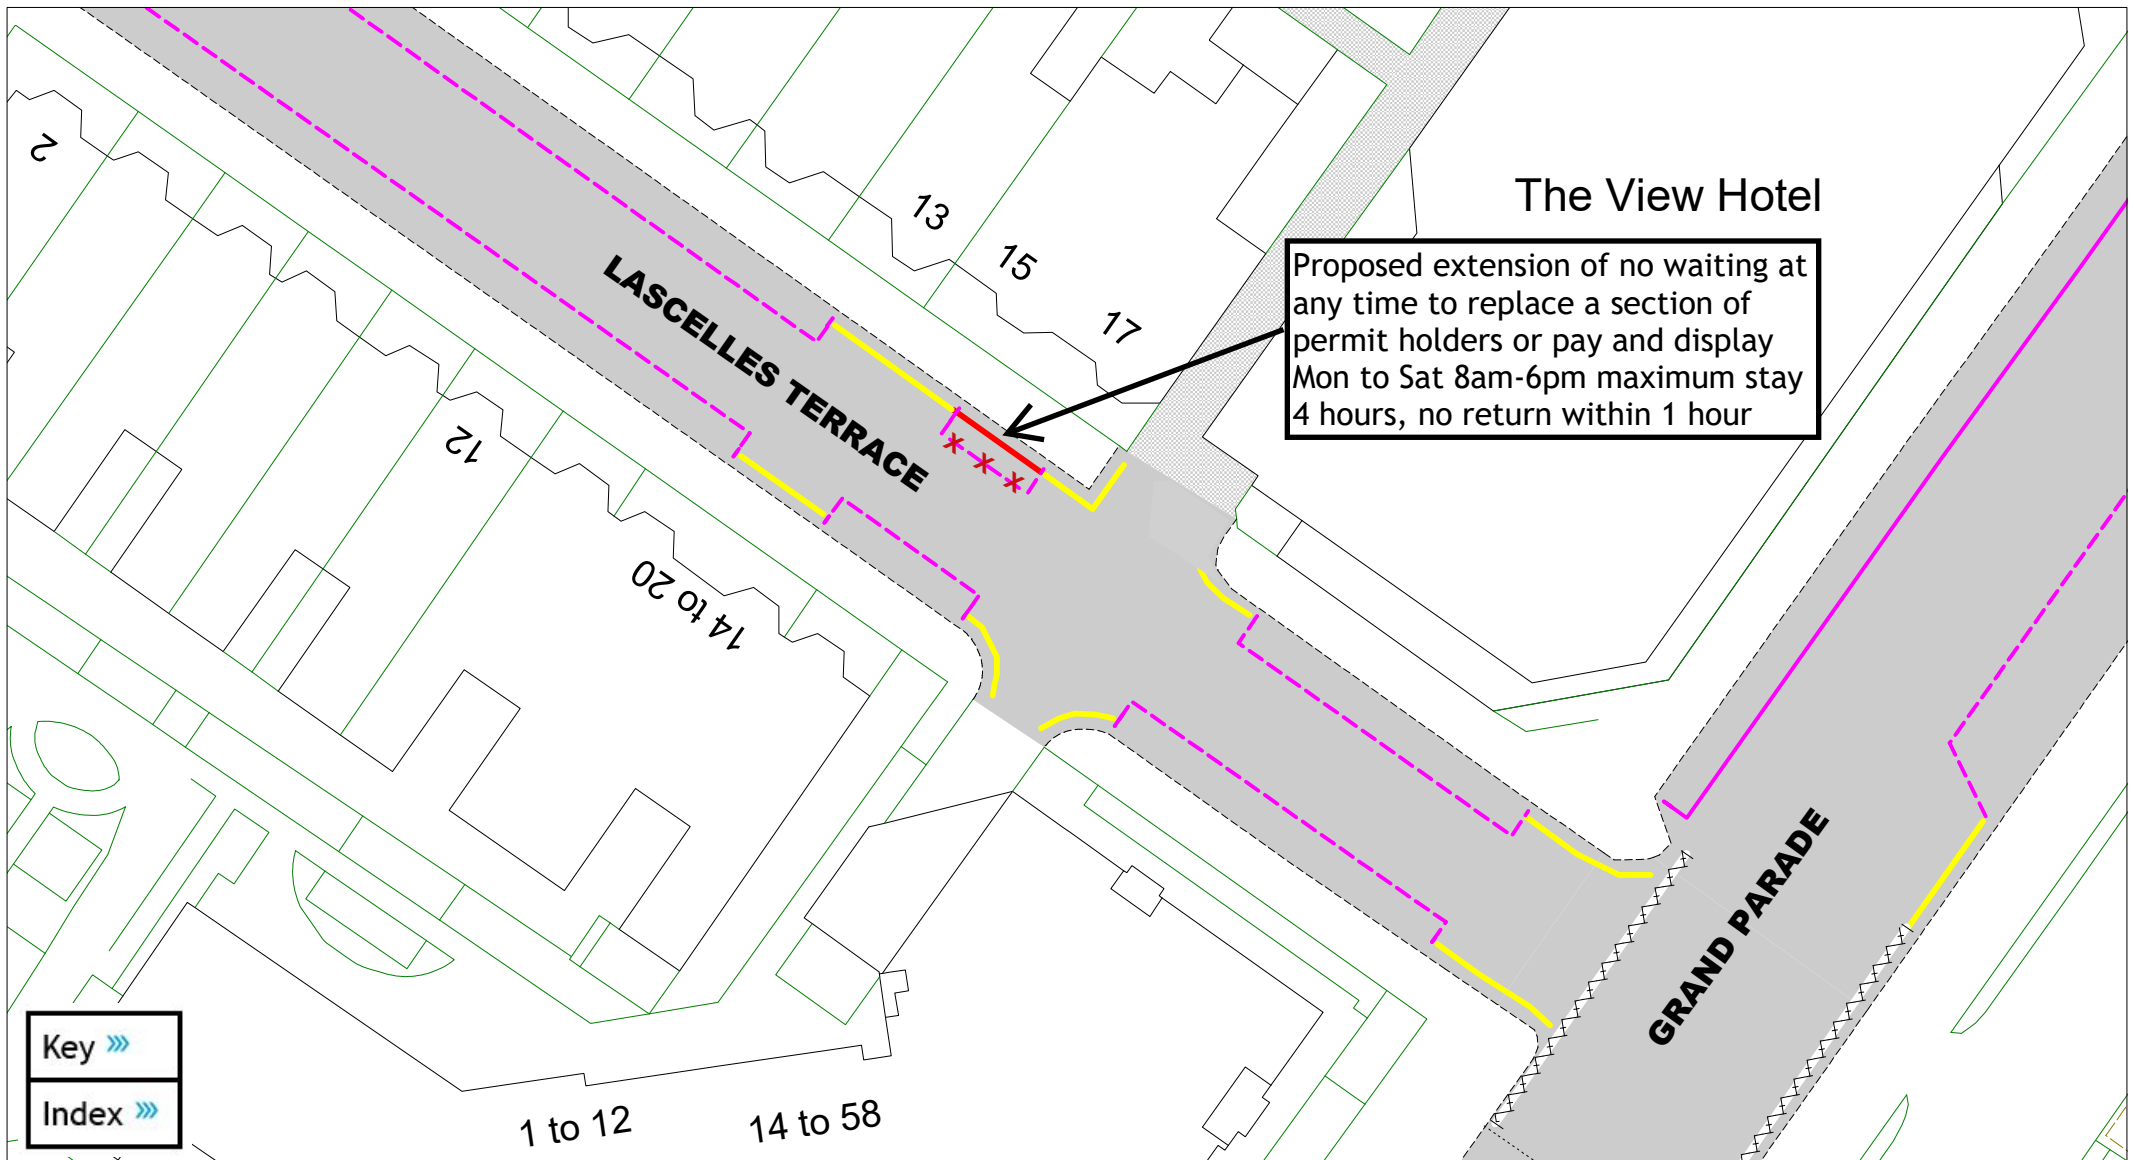 2
13
15
17
The View Hotel
Proposed extension of no waiting at
any time to replace a section of
permit holders or pay and display
Mon to Sat 8am-6pm maximum stay
4 hours, no return within 1 hour
LASCELLES TERRACE
x x x
12
14 to 20
GRAND PARADE
Key »»
Index »»
1 to 12
14 to 58